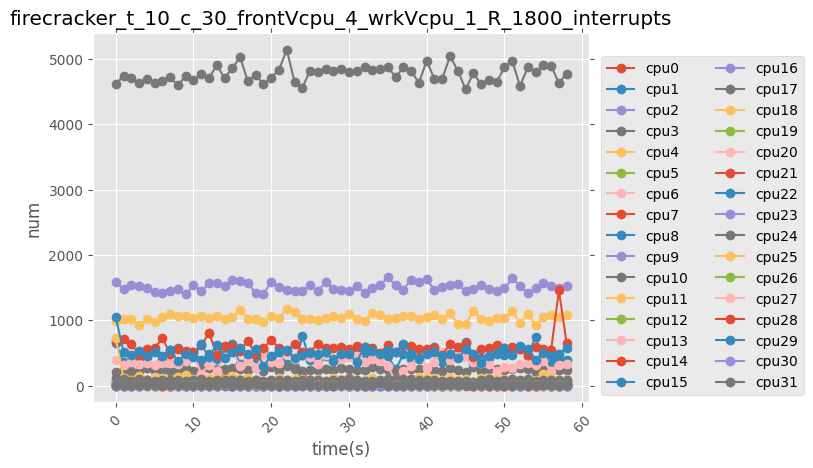 firecracker_t_10_c_30_frontVcpu_4_wrkVcpu_1_R_1800_interrupts
5000
4000
3000
2000
1000
0
num
0
10
20
30
40
50
60
time(s)
cpu0
cpu1
cpu2
cpu3
cpu4
cpu5
cpu6
cpu7
cpu8
cpu9
cpu10
cpu11
cpu12
cpu13
cpu14
cpu15
cpu16
cpu17
cpu18
cpu19
cpu20
cpu21
cpu22
cpu23
cpu24
cpu25
cpu26
cpu27
cpu28
cpu29
cpu30
cpu31